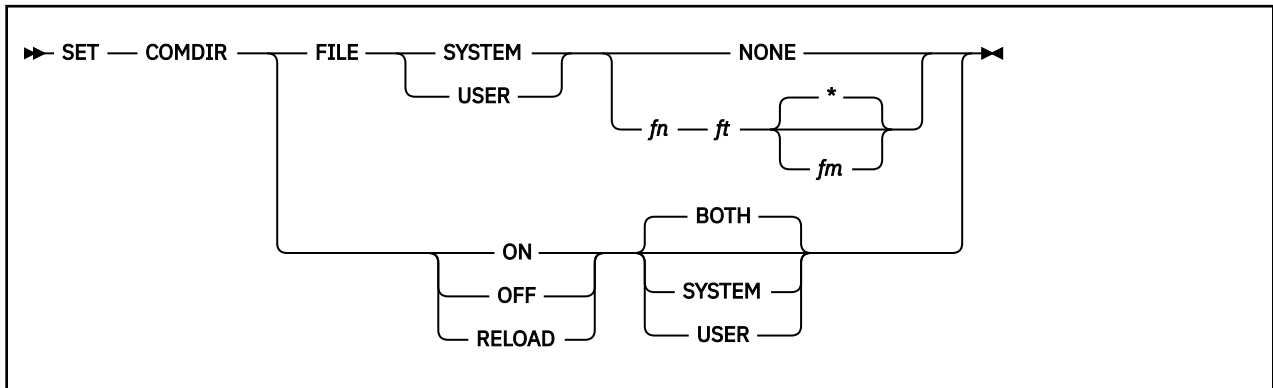 SET COMDIR FILE SYSTEM NONE
USER
*
fn ft
fm
BOTH
ON
OFF SYSTEM
RELOAD USER